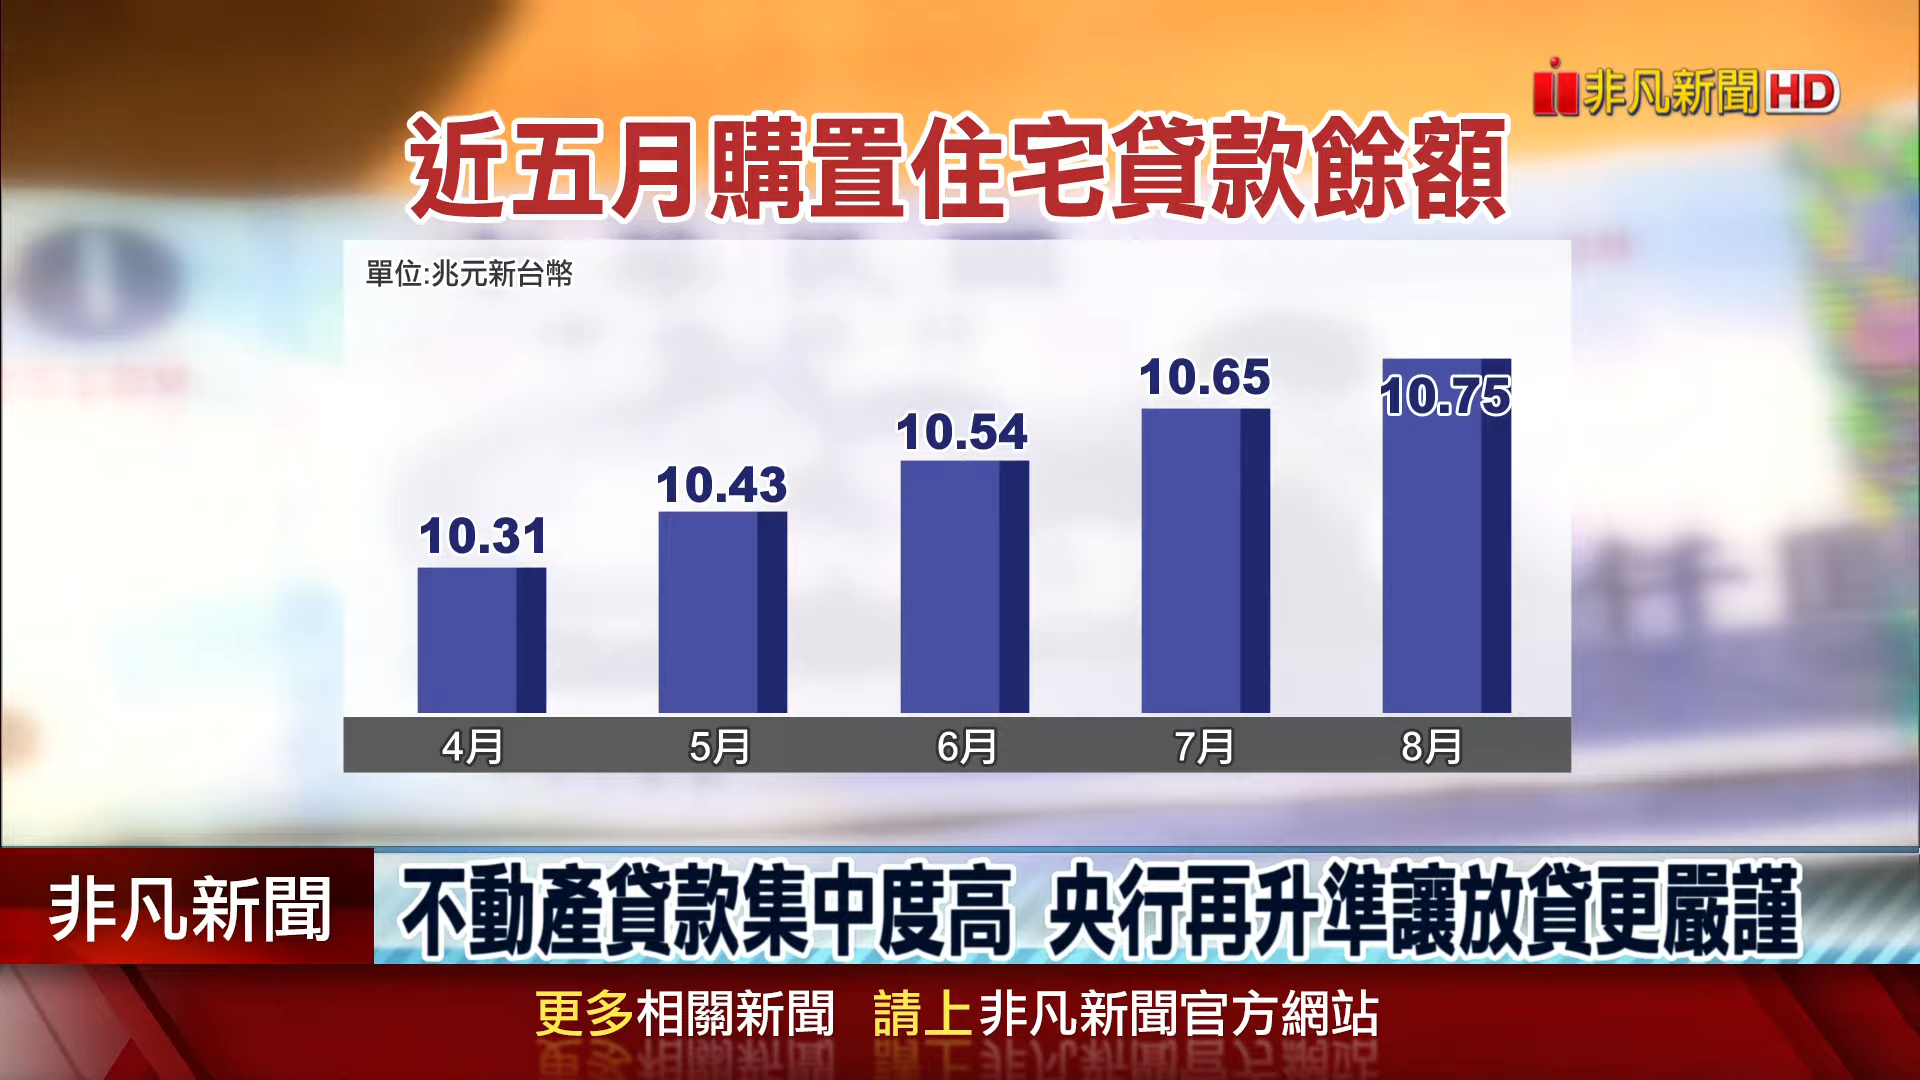 非凡新聞HD
近五月購置住宅貸款餘額
單位:兆元新台幣
10.31
10.43
10.54
10.65
10.75
4月
5月
6月
7月
8月
非凡新聞
不動產貸款集中度高 央行再升準讓放貸更嚴謹
更多相關新聞 請上非凡新聞官方網站